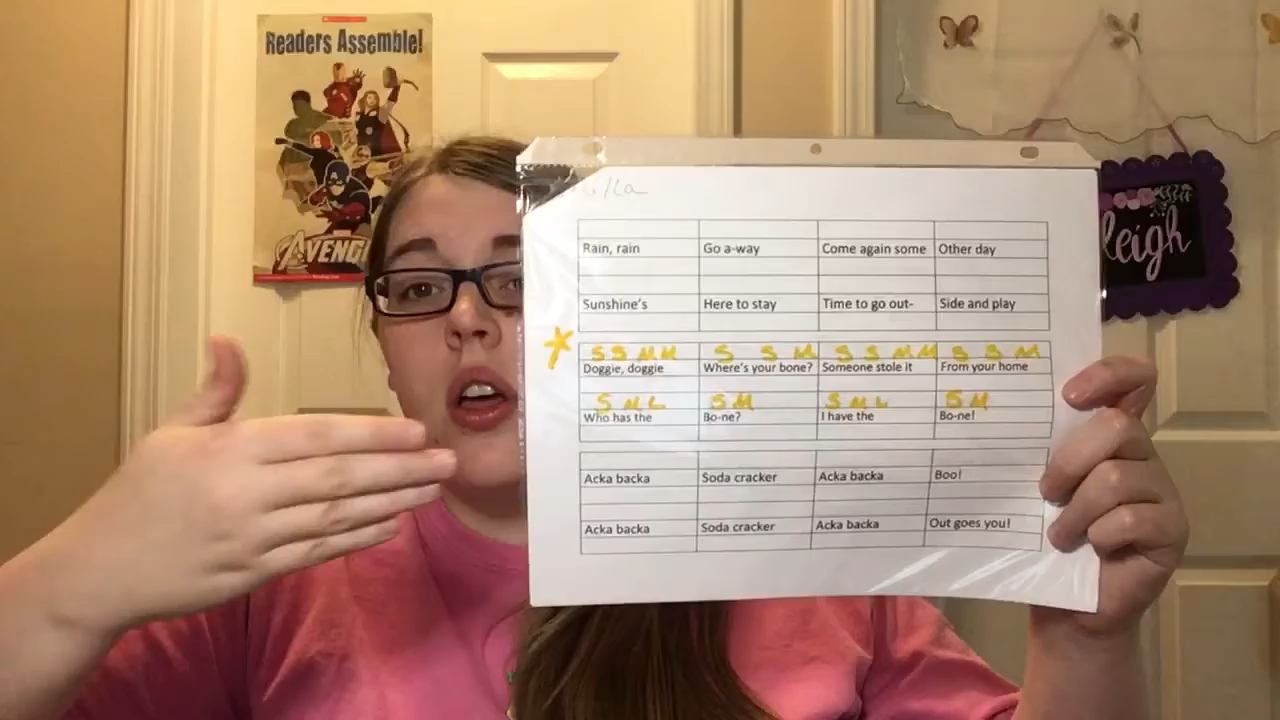 Readers Assemble!
AVENG
leigh
Rain, rain Go a-way Come again some Other day
Sunshine's Here to stay Time to go out- Side and play
S S M M S S M S S M M S S M
Doggie, doggie Where's your bone? Someone stole it From your home
S M L S M S M L S M
Who has the Bo-ne? I have the Bo-ne!
Acka backa Soda cracker Acka backa Boo!
Acka backa Soda cracker Acka backa Out goes you!